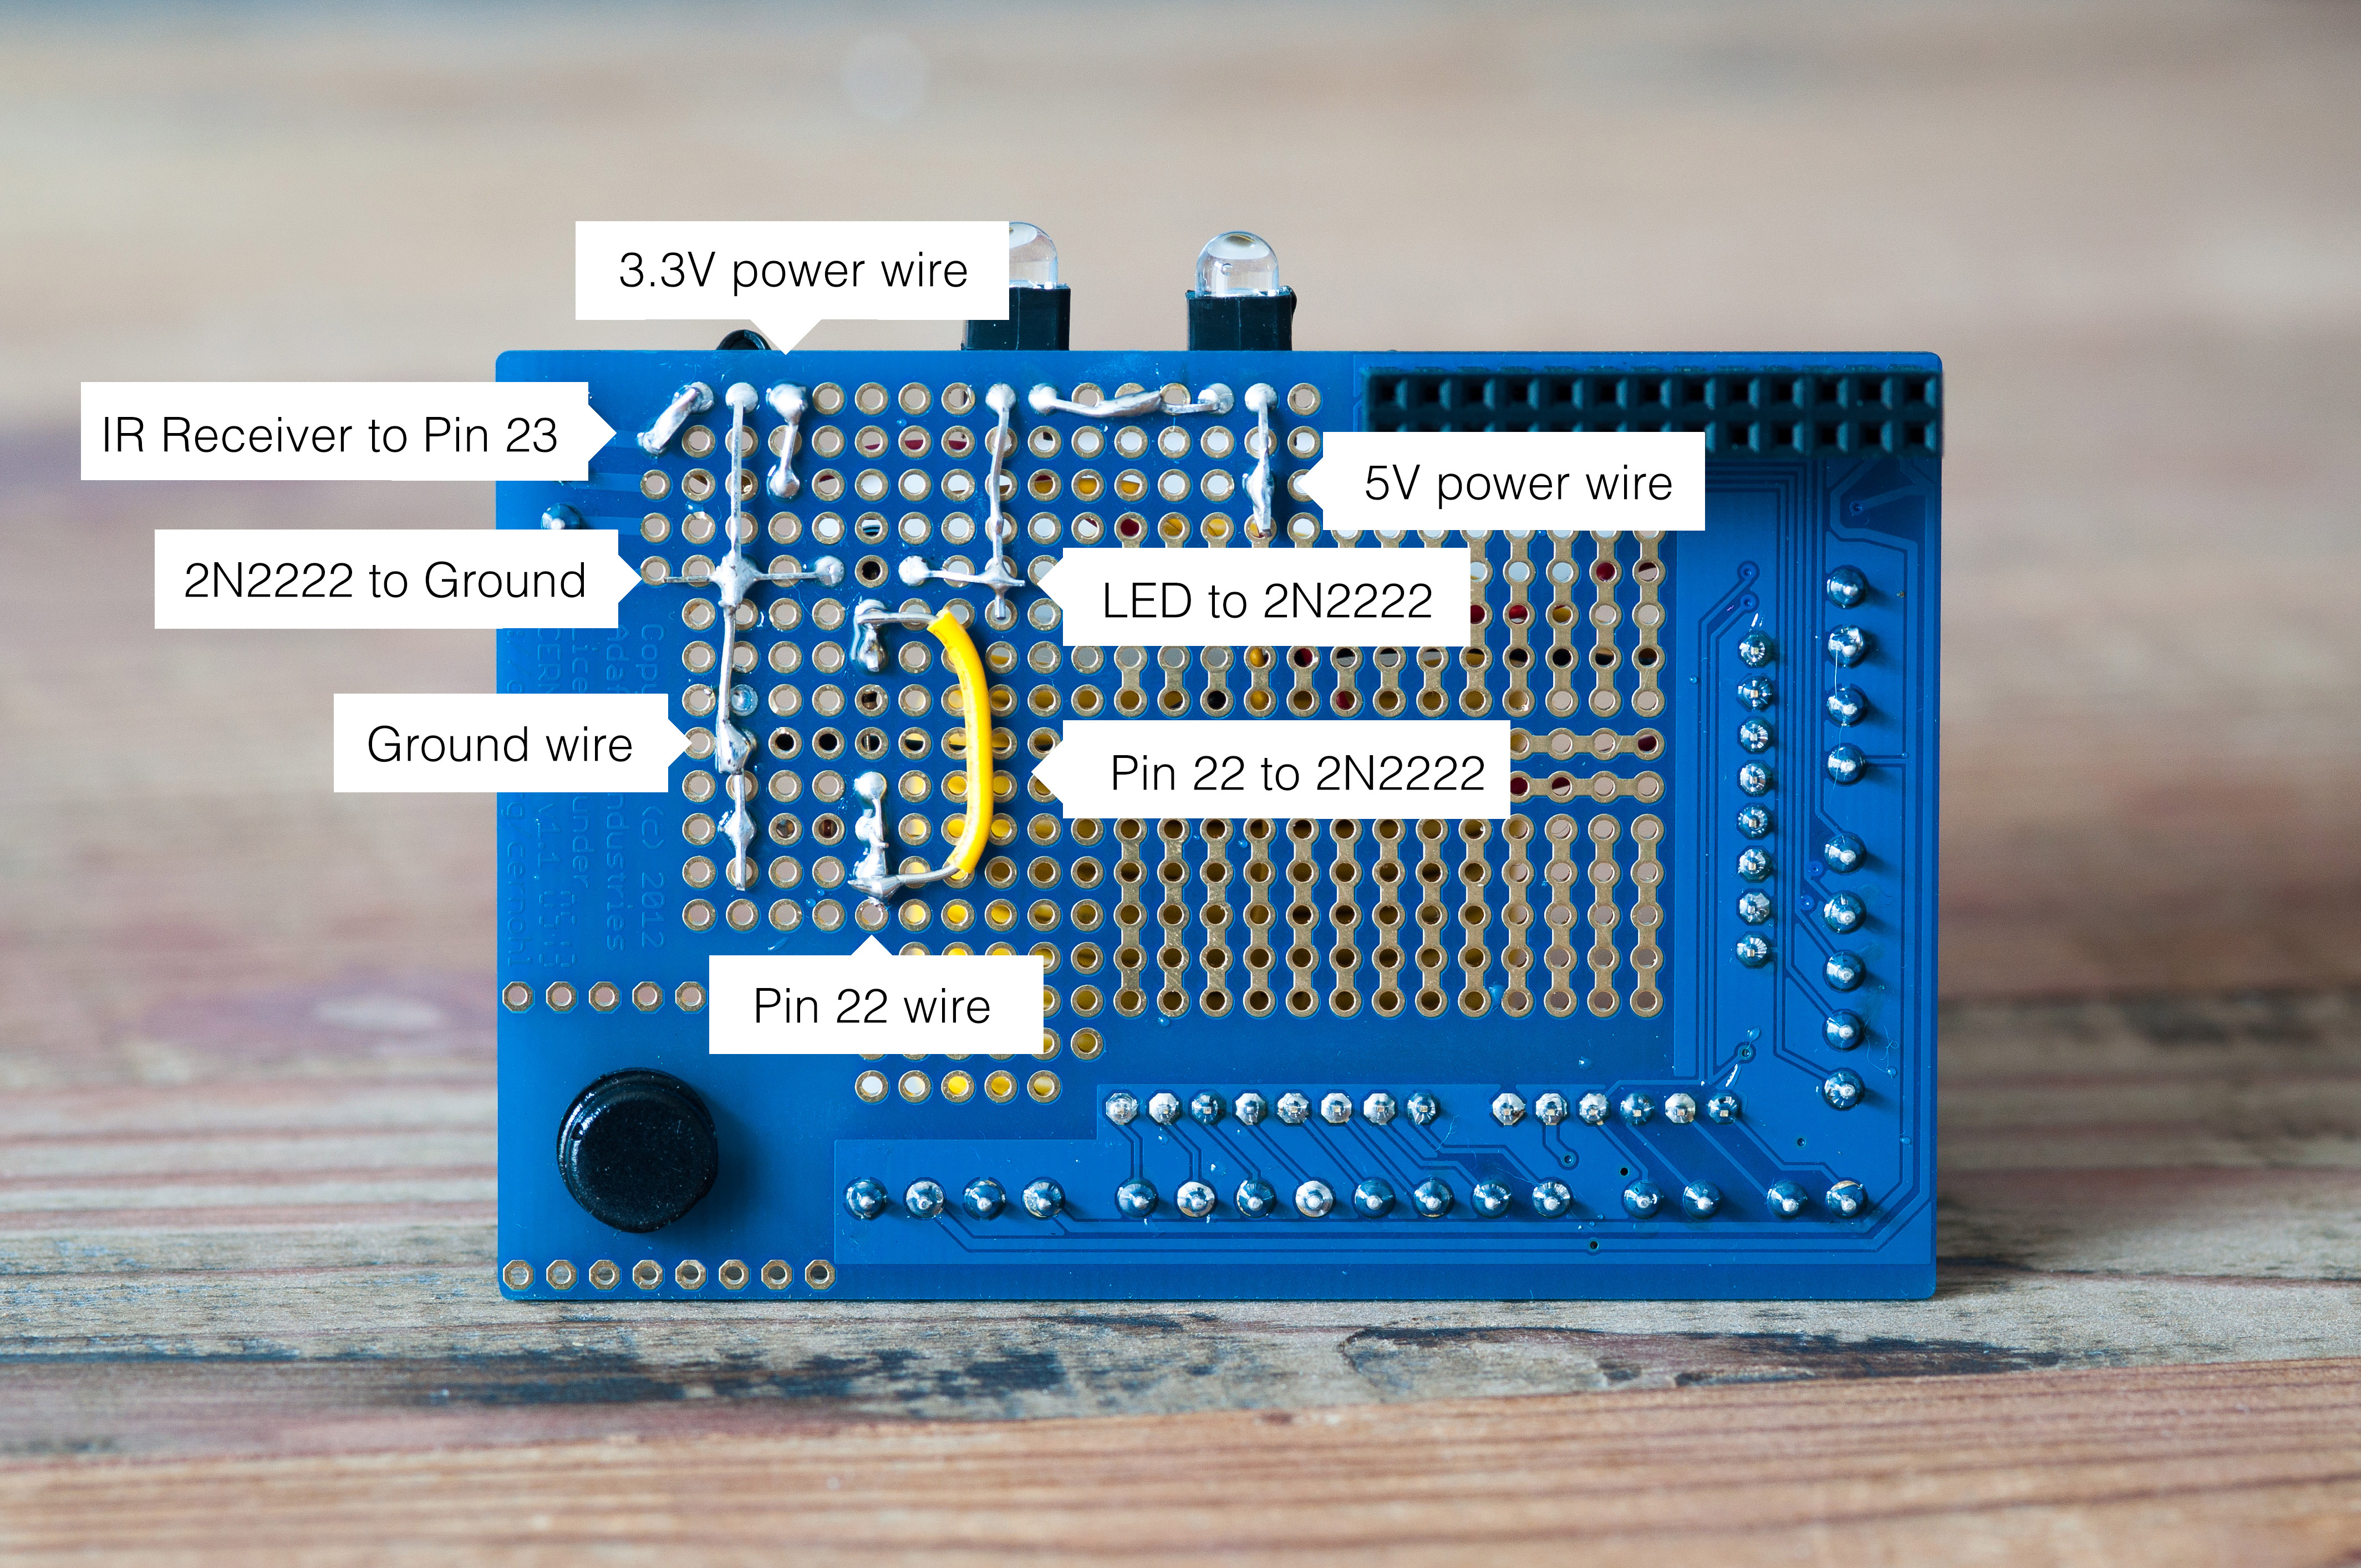 3.3V power wire
IR Receiver to Pin 23
5V power wire
2N2222 to Ground
LED to 2N2222
Ground wire
Pin 22 to 2N2222
Pin 22 wire
(c) 2012